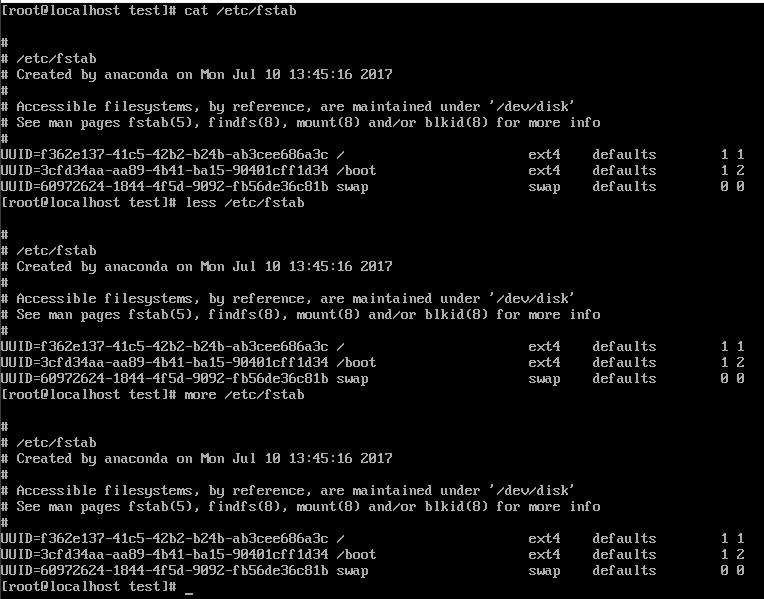 [root@localhost test]# cat /etc/fstab
#
# /etc/fstab
# Created by anaconda on Mon Jul 10 13:45:16 2017
#
# Accessible filesystems, by reference, are maintained under '/dev/disk'
# See man pages fstab(5), findfs(8), mount(8) and/or blkid(8) for more info
#
UUID=f362e137-41c5-42b2-b24b-ab3cee686a3c / ext4 defaults 1 1
UUID=3cfd34aa-aa89-4b41-ba15-90401cff1d34 /boot ext4 defaults 1 2
UUID=60972624-1844-4f5d-9092-fb56de36c81b swap swap defaults 0 0
[root@localhost test]# less /etc/fstab
#
# /etc/fstab
# Created by anaconda on Mon Jul 10 13:45:16 2017
#
# Accessible filesystems, by reference, are maintained under '/dev/disk'
# See man pages fstab(5), findfs(8), mount(8) and/or blkid(8) for more info
#
UUID=f362e137-41c5-42b2-b24b-ab3cee686a3c / ext4 defaults 1 1
UUID=3cfd34aa-aa89-4b41-ba15-90401cff1d34 /boot ext4 defaults 1 2
UUID=60972624-1844-4f5d-9092-fb56de36c81b swap swap defaults 0 0
[root@localhost test]# more /etc/fstab
#
# /etc/fstab
# Created by anaconda on Mon Jul 10 13:45:16 2017
#
# Accessible filesystems, by reference, are maintained under '/dev/disk'
# See man pages fstab(5), findfs(8), mount(8) and/or blkid(8) for more info
#
UUID=f362e137-41c5-42b2-b24b-ab3cee686a3c / ext4 defaults 1 1
UUID=3cfd34aa-aa89-4b41-ba15-90401cff1d34 /boot ext4 defaults 1 2
UUID=60972624-1844-4f5d-9092-fb56de36c81b swap swap defaults 0 0
[root@localhost test]# _